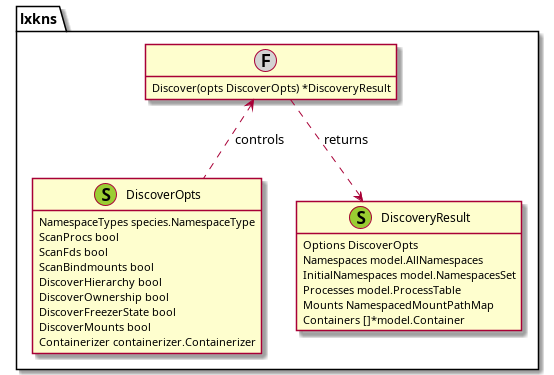 lxkns
F
Discover(opts DiscoverOpts) *DiscoveryResult
controls
returns
S DiscoverOpts
NamespaceTypes species.NamespaceType
ScanProcs bool
ScanFds bool
ScanBindmounts bool
DiscoverHierarchy bool
DiscoverOwnership bool
DiscoverFreezerState bool
DiscoverMounts bool
Containerizer containerizer.Containerizer
S DiscoveryResult
Options DiscoverOpts
Namespaces model.AllNamespaces
InitialNamespaces model.NamespacesSet
Processes model.ProcessTable
Mounts NamespacedMountPathMap
Containers []*model.Container